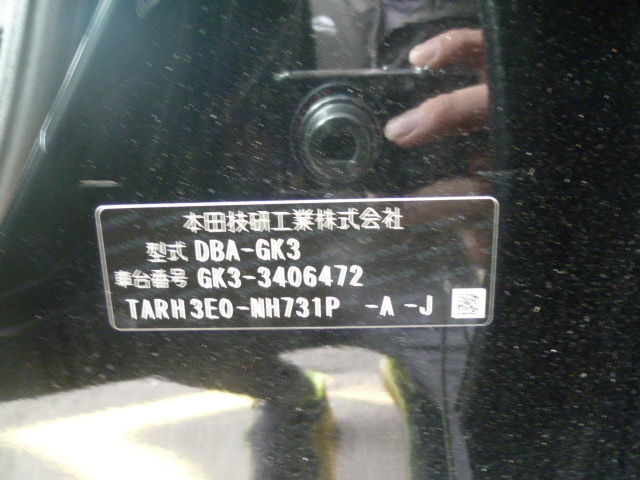 本田技研工業株式会社
型式 DBA-GK3
車台番号 GK3-3406472
TARH3E0-NH731P -A -J